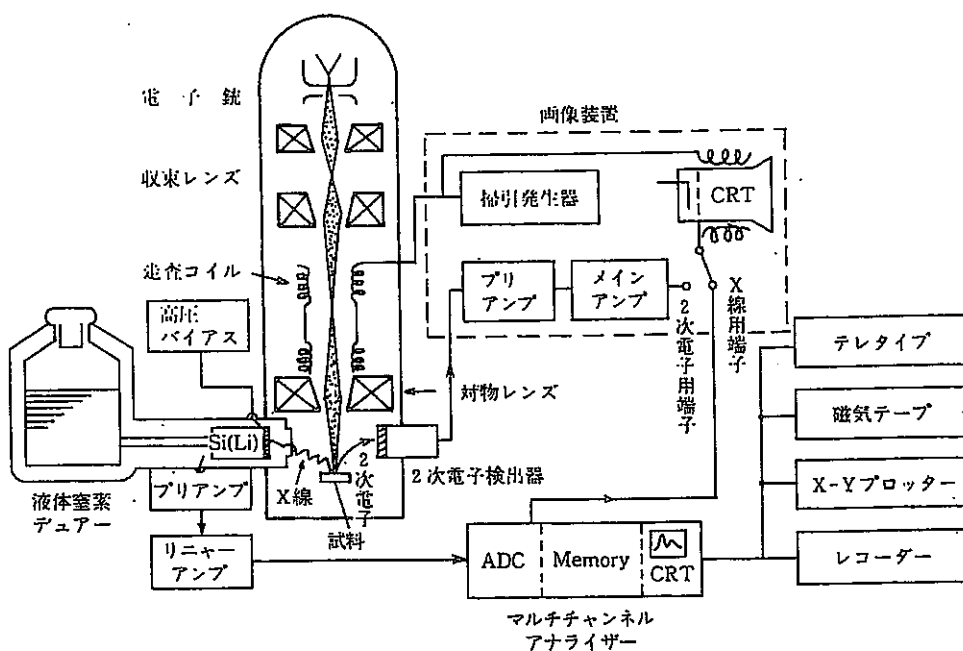 電子銃
画像装置
収束レンズ
掃引発生器
CRT
走査コイル
プリ
アンプ
メイン
アンプ
2次電子用端子
X線用端子
高圧
バイアス
対物レンズ
テレタイプ
磁気テープ
Si(Li)
プリアンプ
X線
2次電子
2次電子検出器
試料
X-Yプロッター
液体窒素
デュアー
リニャー
アンプ
ADC
Memory
CRT
レコーダー
マルチチャンネル
アナライザー